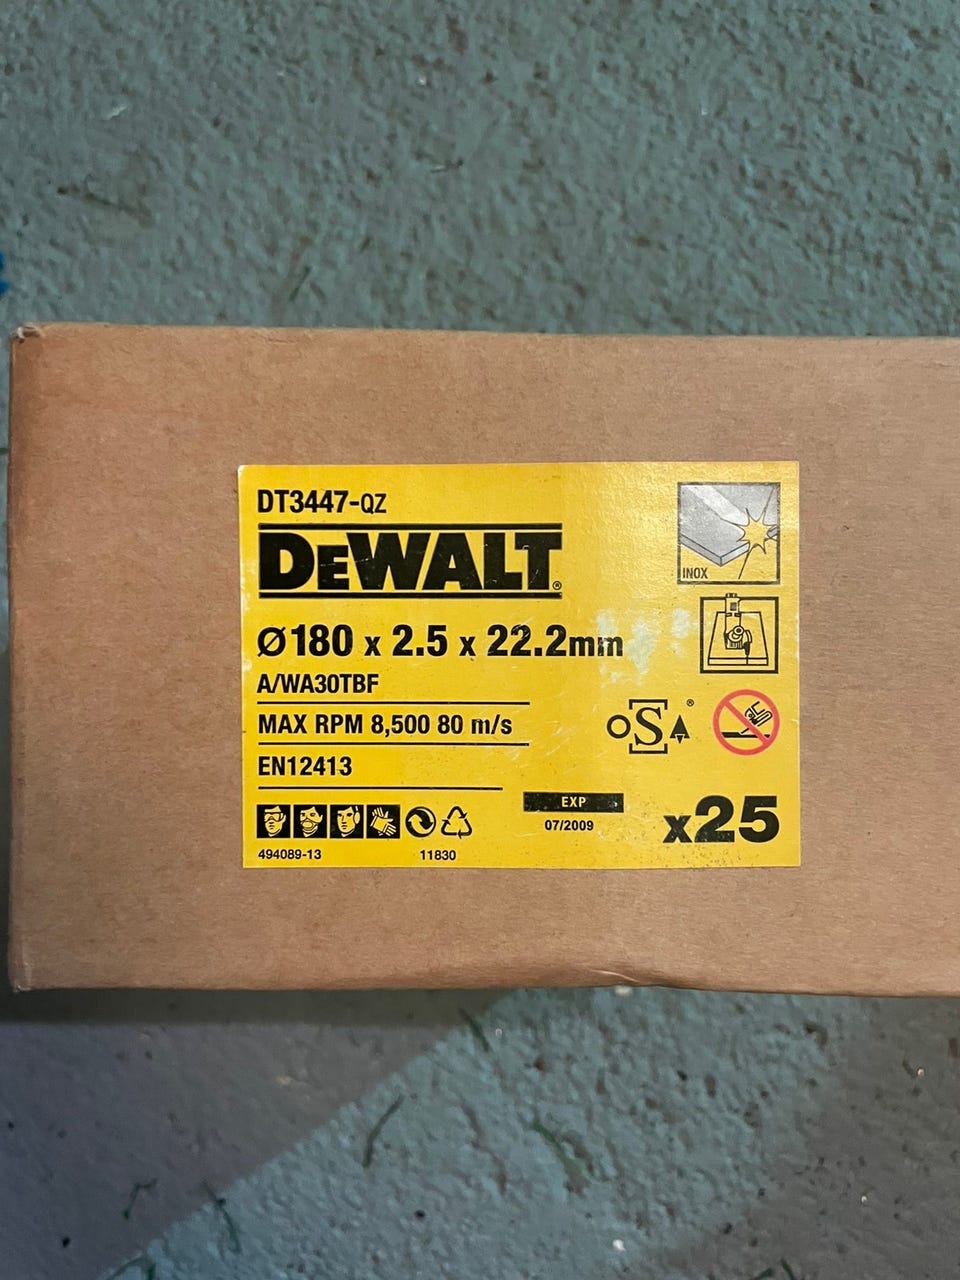 DT3447-QZ
DEWALT®
INOX
Ø180 x 2.5 x 22.2mm
A/WA30TBF
MAX RPM 8,500 80 m/s
oSA®
EN12413
EXP
07/2009
x25
494089-13
11830